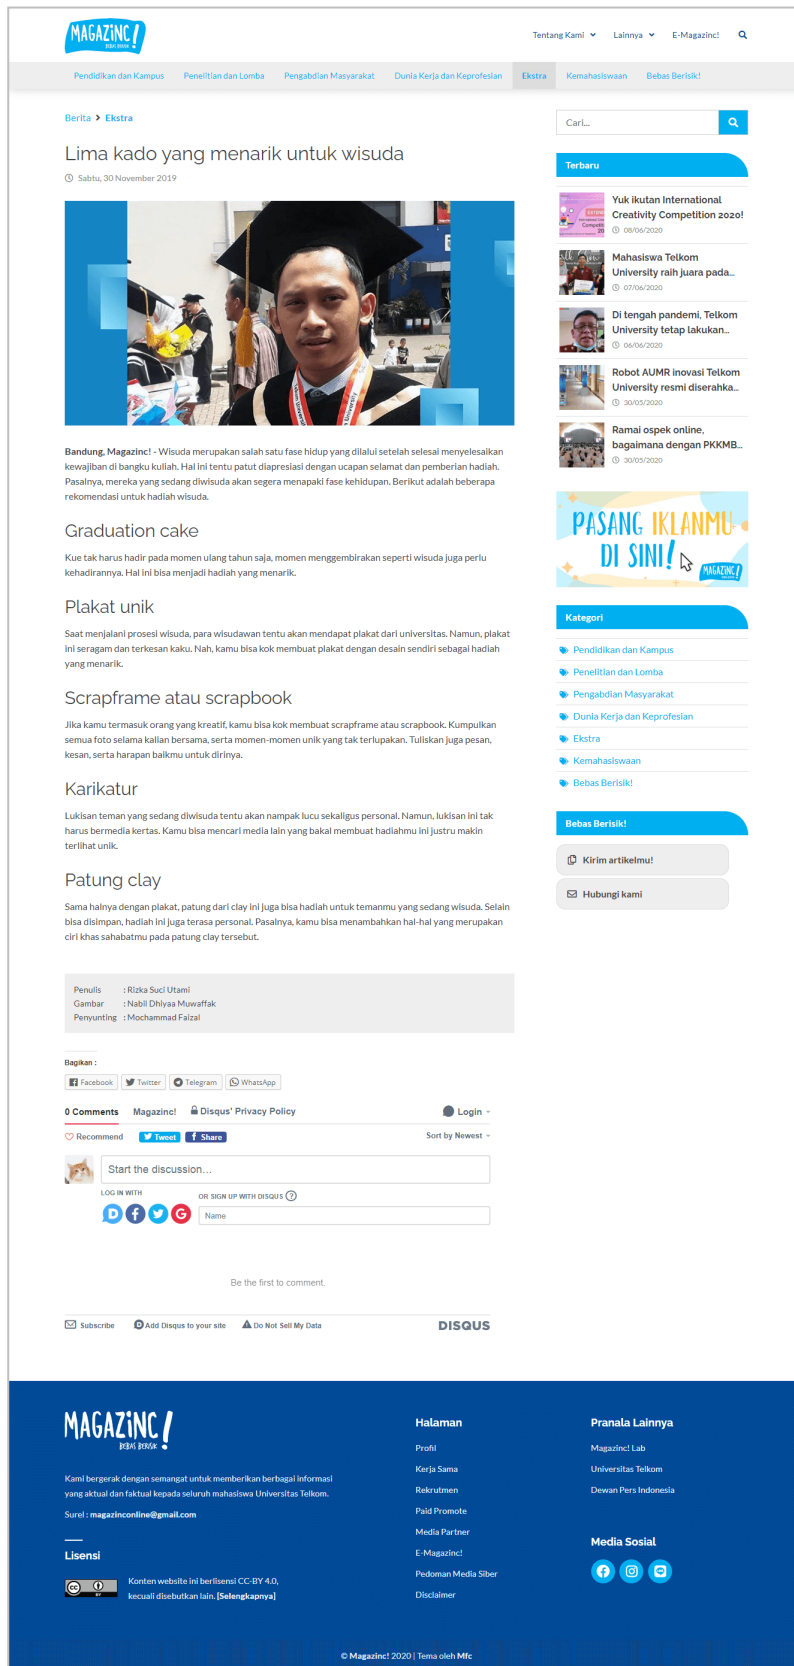 MAGAZINC!
BEBAS BERISIK
Tentang Kami
Lainnya
E-Magazinc!
Pendidikan dan Kampus
Penelitian dan Lomba
Pengabdian Masyarakat
Dunia Kerja dan Keprofesian
Ekstra
Kemahasiswaan
Bebas Berisik!
Berita > Ekstra
Lima kado yang menarik untuk wisuda
Sabtu, 30 November 2019
Bandung, Magazinc! - Wisuda merupakan salah satu fase hidup yang dilalui setelah selesai menyelesaikan
kewajiban di bangku kuliah. Hal ini tentu patut diapresiasi dengan ucapan selamat dan pemberian hadiah.
Pasalnya, mereka yang sedang diwisuda akan segera menapaki fase kehidupan. Berikut adalah beberapa
rekomendasi untuk hadiah wisuda.
Graduation cake
Kue tak harus hadir pada momen ulang tahun saja, momen menggembirakan seperti wisuda juga perlu
kehadirannya. Hal ini bisa menjadi hadiah yang menarik.
Plakat unik
Saat menjalani prosesi wisuda, para wisudawan tentu akan mendapat plakat dari universitas. Namun, plakat
ini seragam dan terkesan kaku. Nah, kamu bisa kok membuat plakat dengan desain sendiri sebagai hadiah
yang menarik.
Scrapframe atau scrapbook
Jika kamu termasuk orang yang kreatif, kamu bisa kok membuat scrapframe atau scrapbook. Kumpulkan
semua foto selama kalian bersama, serta momen-momen unik yang tak terlupakan. Tuliskan juga pesan,
kesan, serta harapan baikmu untuk dirinya.
Karikatur
Lukisan teman yang sedang diwisuda tentu akan nampak lucu sekaligus personal. Namun, lukisan ini tak
harus bermedia kertas. Kamu bisa mencari media lain yang bakal membuat hadiahmu ini justru makin
terlihat unik.
Patung clay
Sama halnya dengan plakat, patung dari clay ini juga bisa hadiah untuk temanmu yang sedang wisuda. Selain
bisa disimpan, hadiah ini juga terasa personal. Pasalnya, kamu bisa menambahkan hal-hal yang merupakan
ciri khas sahabatmu pada patung clay tersebut.
Penulis : Rizka Suci Utami
Gambar : Nabil Dhiyaa Muwaffak
Penyunting : Mochammad Faizal
Bagikan :
Facebook
Twitter
Telegram
WhatsApp
0 Comments
Magazinc!
Disqus' Privacy Policy
Login
Recommend
Tweet
Share
Sort by Newest
Start the discussion...
LOG IN WITH
OR SIGN UP WITH DISQUS ?
Name
Be the first to comment.
Subscribe
Add Disqus to your site
Do Not Sell My Data
DISQUS
Cari...
Terbaru
Yuk ikutan International
Creativity Competition 2020!
08/06/2020
Mahasiswa Telkom
University raih juara pada...
07/06/2020
Di tengah pandemi, Telkom
University tetap lakukan...
06/06/2020
Robot AUMR inovasi Telkom
University resmi diserahka...
30/05/2020
Ramai ospek online,
bagaimana dengan PKKMB...
30/05/2020
PASANG IKLANMU
DI SINI!
MAGAZINC!
Kategori
Pendidikan dan Kampus
Penelitian dan Lomba
Pengabdian Masyarakat
Dunia Kerja dan Keprofesian
Ekstra
Kemahasiswaan
Bebas Berisik!
Bebas Berisik!
Kirim artikelmu!
Hubungi kami
MAGAZINC!
BEBAS BERISIK
Kami bergerak dengan semangat untuk memberikan berbagai informasi
yang aktual dan faktual kepada seluruh mahasiswa Universitas Telkom.
Surel : magazinconline@gmail.com
Lisensi
cc BY
Konten website ini berlisensi CC-BY 4.0,
kecuali disebutkan lain. [Selengkapnya]
Halaman
Profil
Kerja Sama
Rekrutmen
Paid Promote
Media Partner
E-Magazinc!
Pedoman Media Siber
Disclaimer
Pranala Lainnya
Magazinc! Lab
Universitas Telkom
Dewan Pers Indonesia
Media Sosial
© Magazinc! 2020 | Tema oleh Mfc